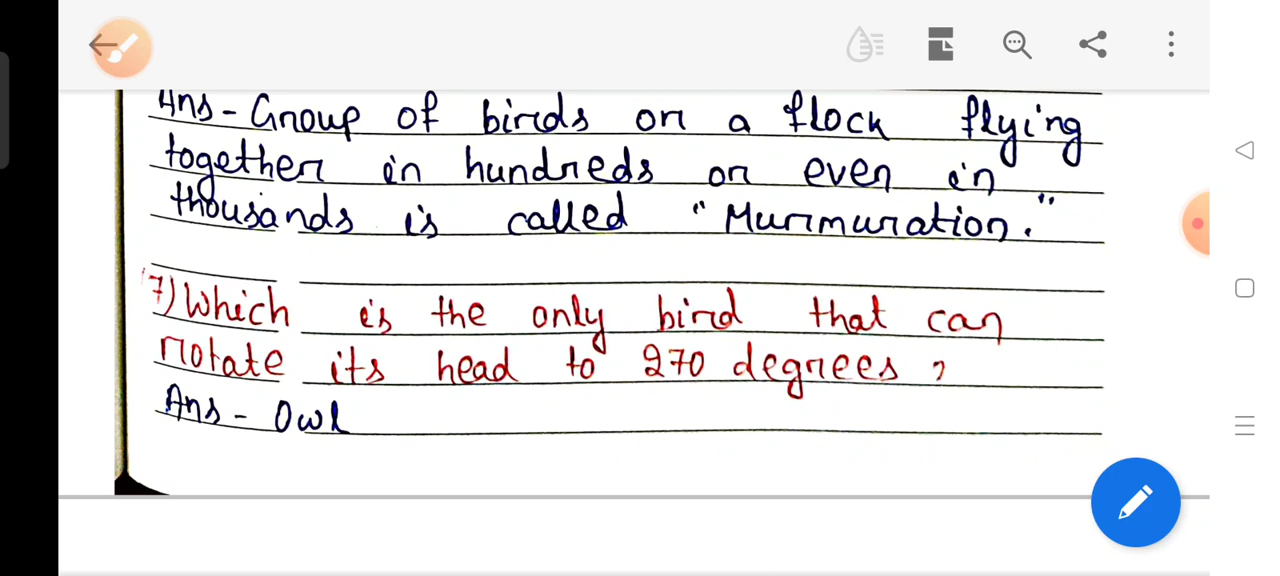 Ans - Group of birds or a flock flying
together in hundreds or even in
thousands is called "Murmuration."
7) Which is the only bird that can
rotate its head to 270 degrees ?
Ans - Owl